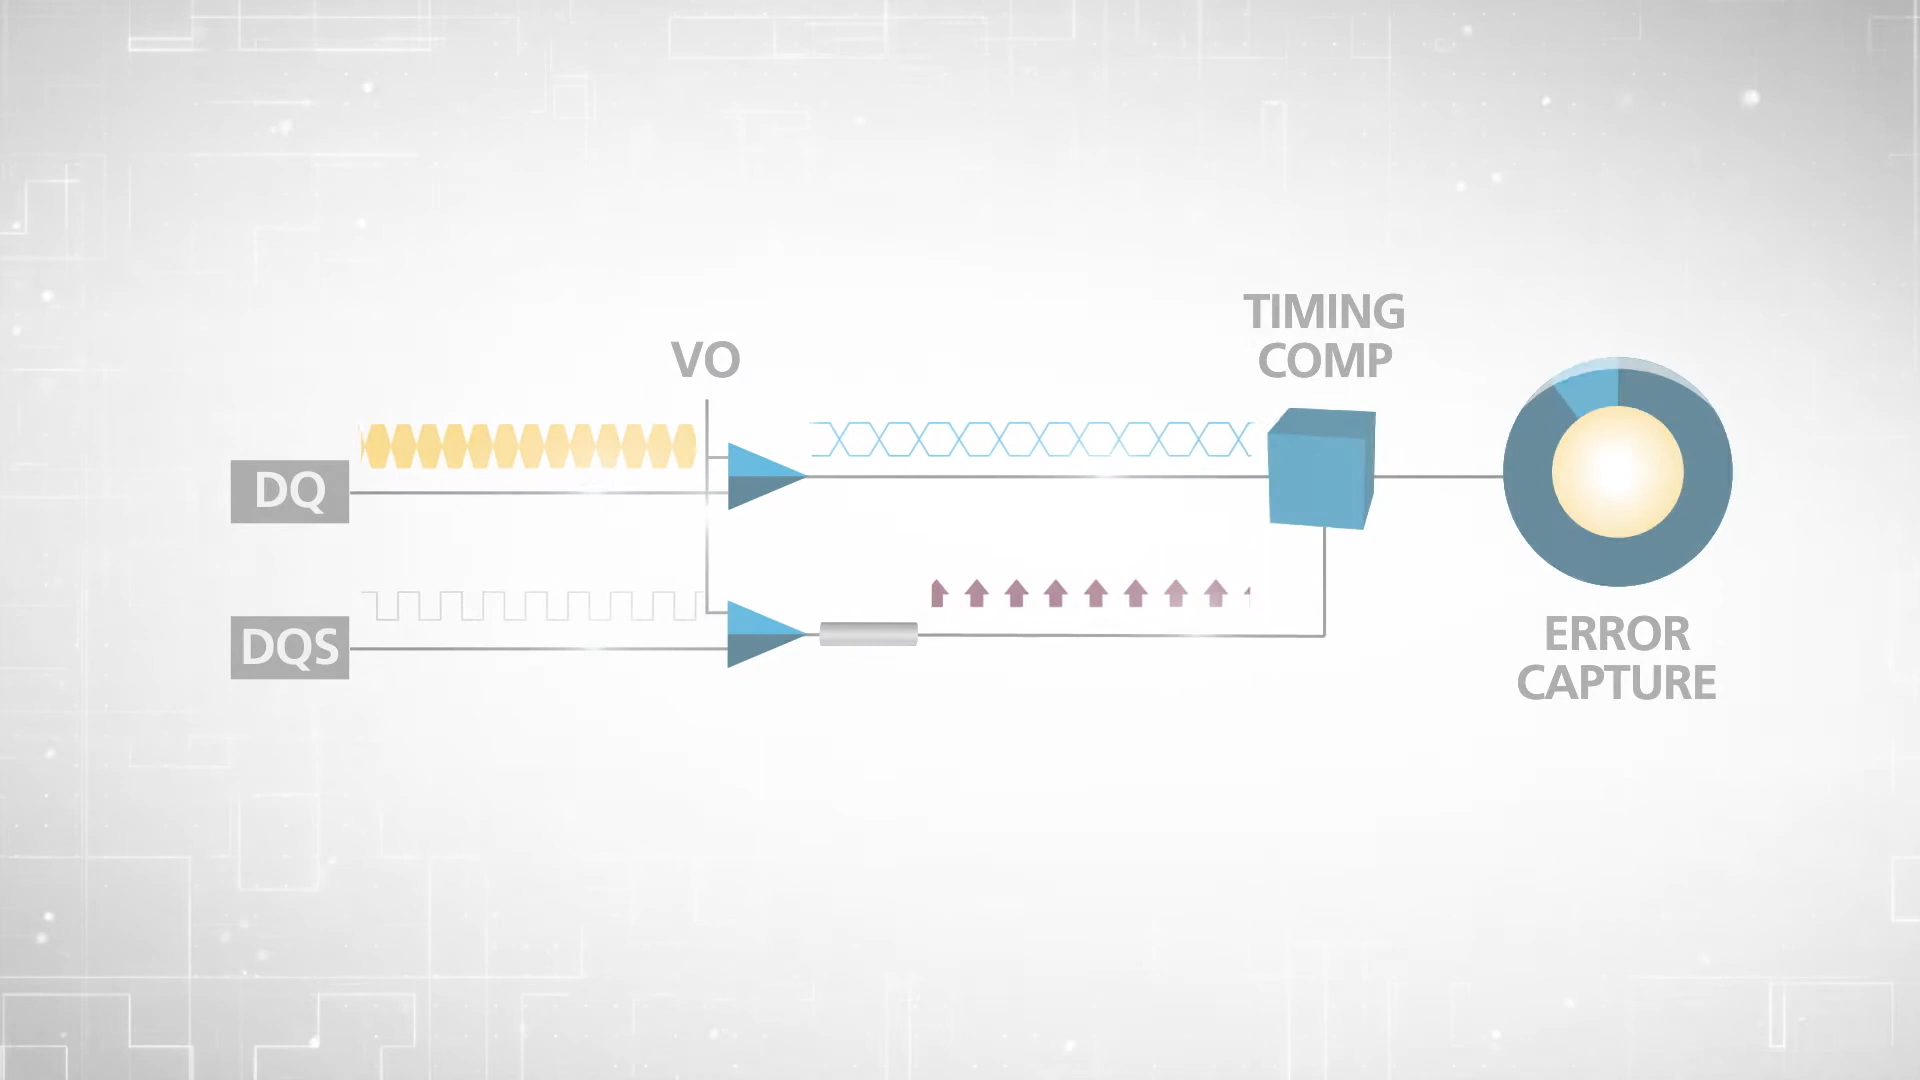 TIMING
COMP
VO
DQ
DQS
ERROR
CAPTURE